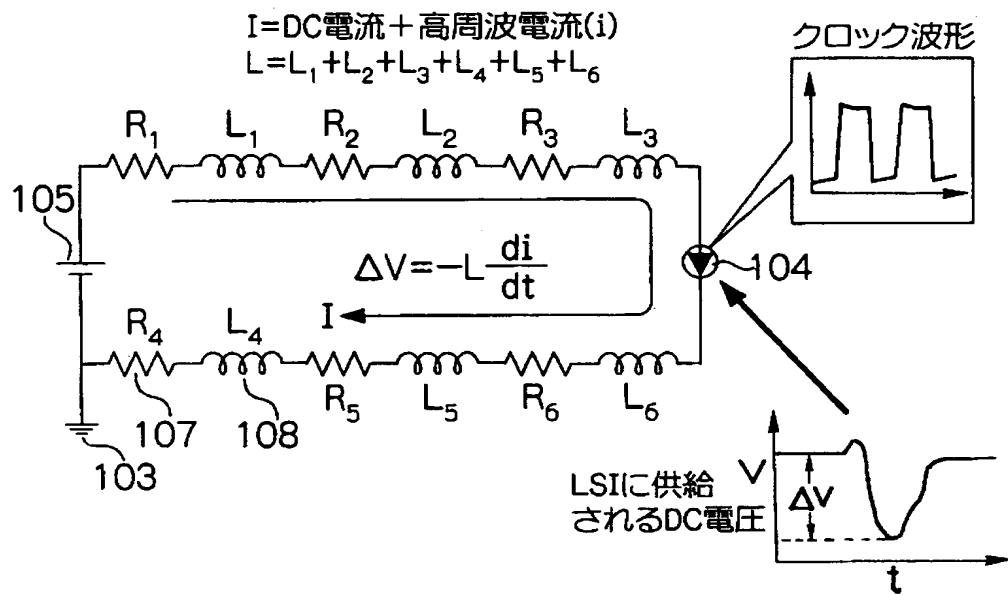 I=DC電流+高周波電流(i)
L=L₁+L₂+L₃+L₄+L₅+L₆
クロック波形
R₁ L₁ R₂ L₂ R₃ L₃
105
ΔV=-L di/dt
104
I
R₄ L₄ R₅ L₅ R₆ L₆
107 108
103
LSIに供給
されるDC電圧
V
ΔV
t